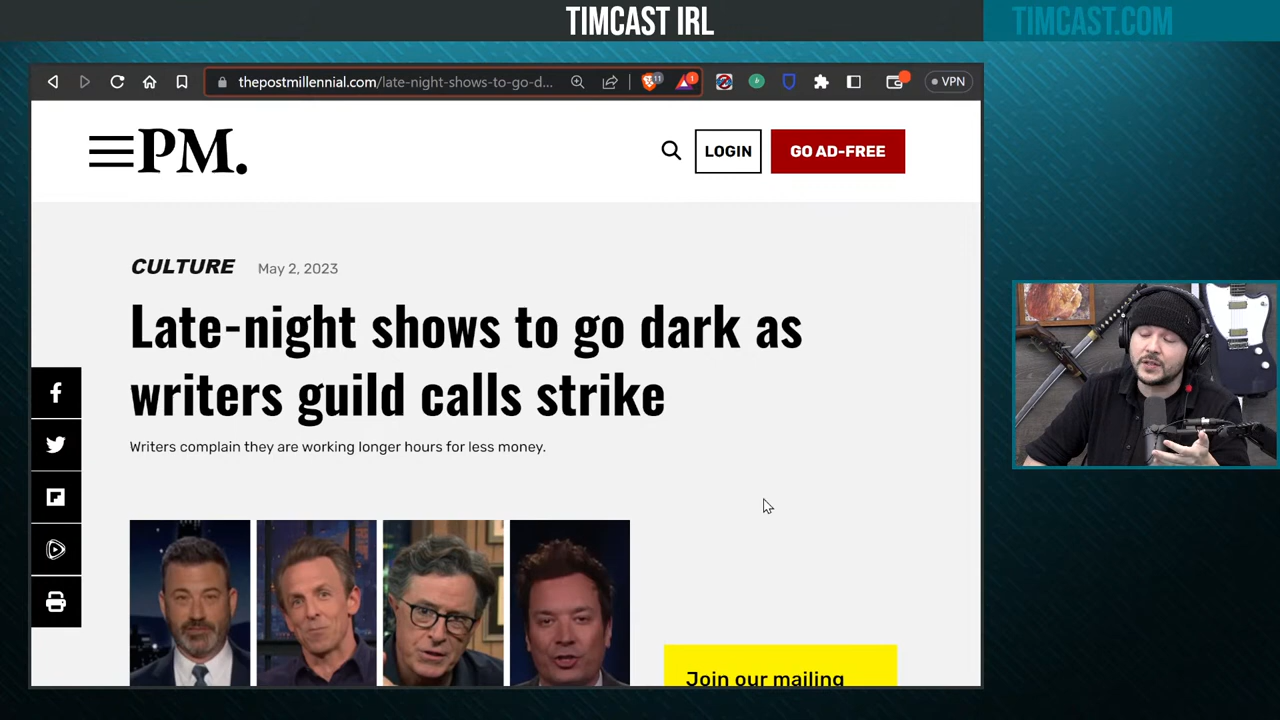 TIMCAST IRL
TIMCAST.COM
thepostmillennial.com/late-night-shows-to-go-d...
11
1
VPN
PM.
LOGIN
GO AD-FREE
CULTURE
May 2, 2023
Late-night shows to go dark as
writers guild calls strike
Writers complain they are working longer hours for less money.
Join our mailing